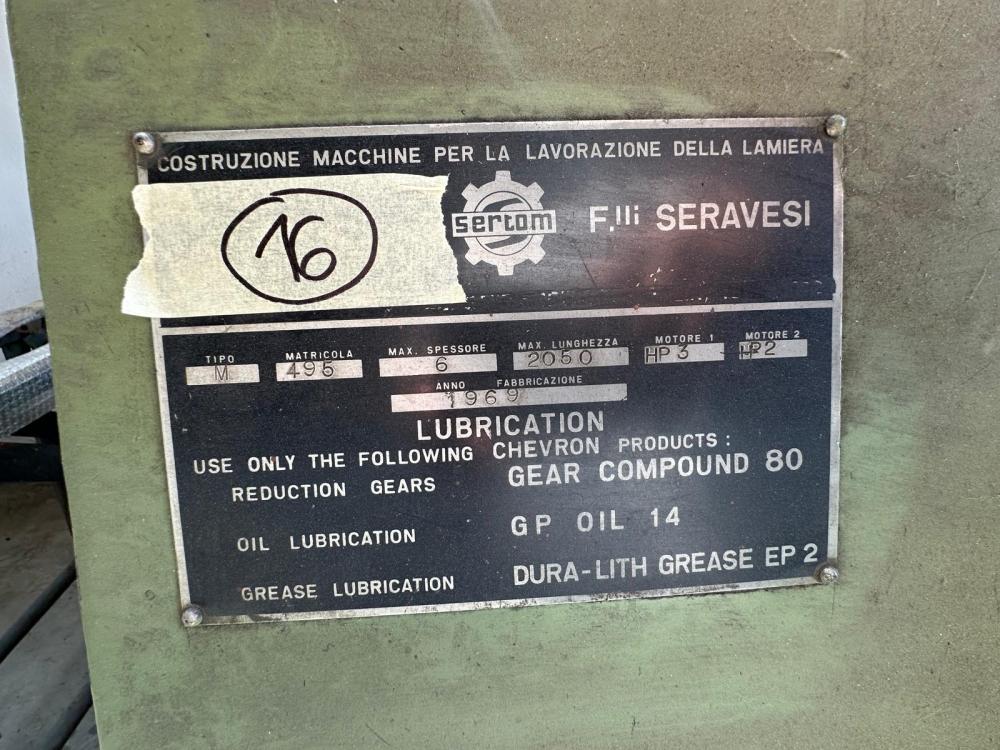 COSTRUZIONE MACCHINE PER LA LAVORAZIONE DELLA LAMIERA
16
sertom
F.lli SERAVESI
TIPO MATRICOLA MAX. SPESSORE MAX. LUNGHEZZA MOTORE 1 MOTORE 2
M 495 6 2050 HP3 HP2
ANNO FABBRICAZIONE
1969
LUBRICATION
USE ONLY THE FOLLOWING CHEVRON PRODUCTS :
REDUCTION GEARS GEAR COMPOUND 80
OIL LUBRICATION GP OIL 14
GREASE LUBRICATION DURA-LITH GREASE EP 2